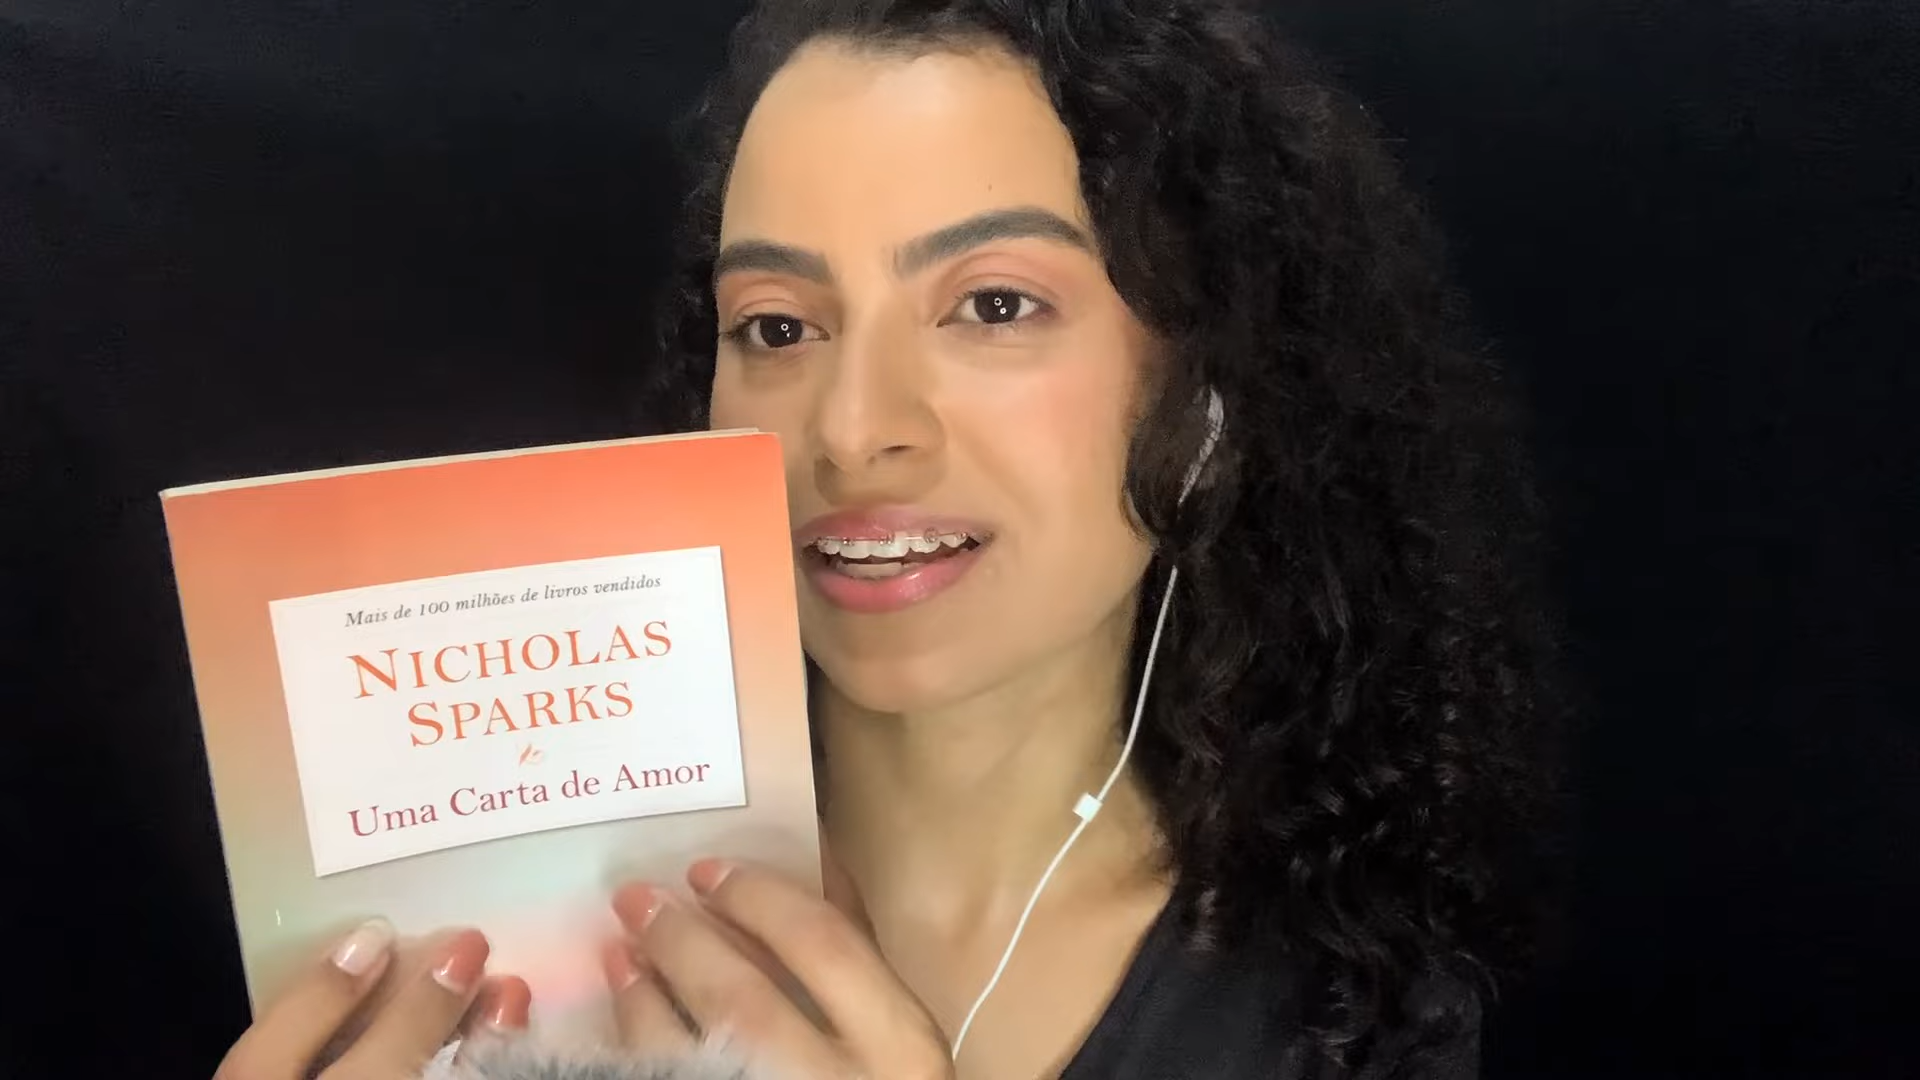 Mais de 100 milhões de livros vendidos
NICHOLAS
SPARKS
Uma Carta de Amor